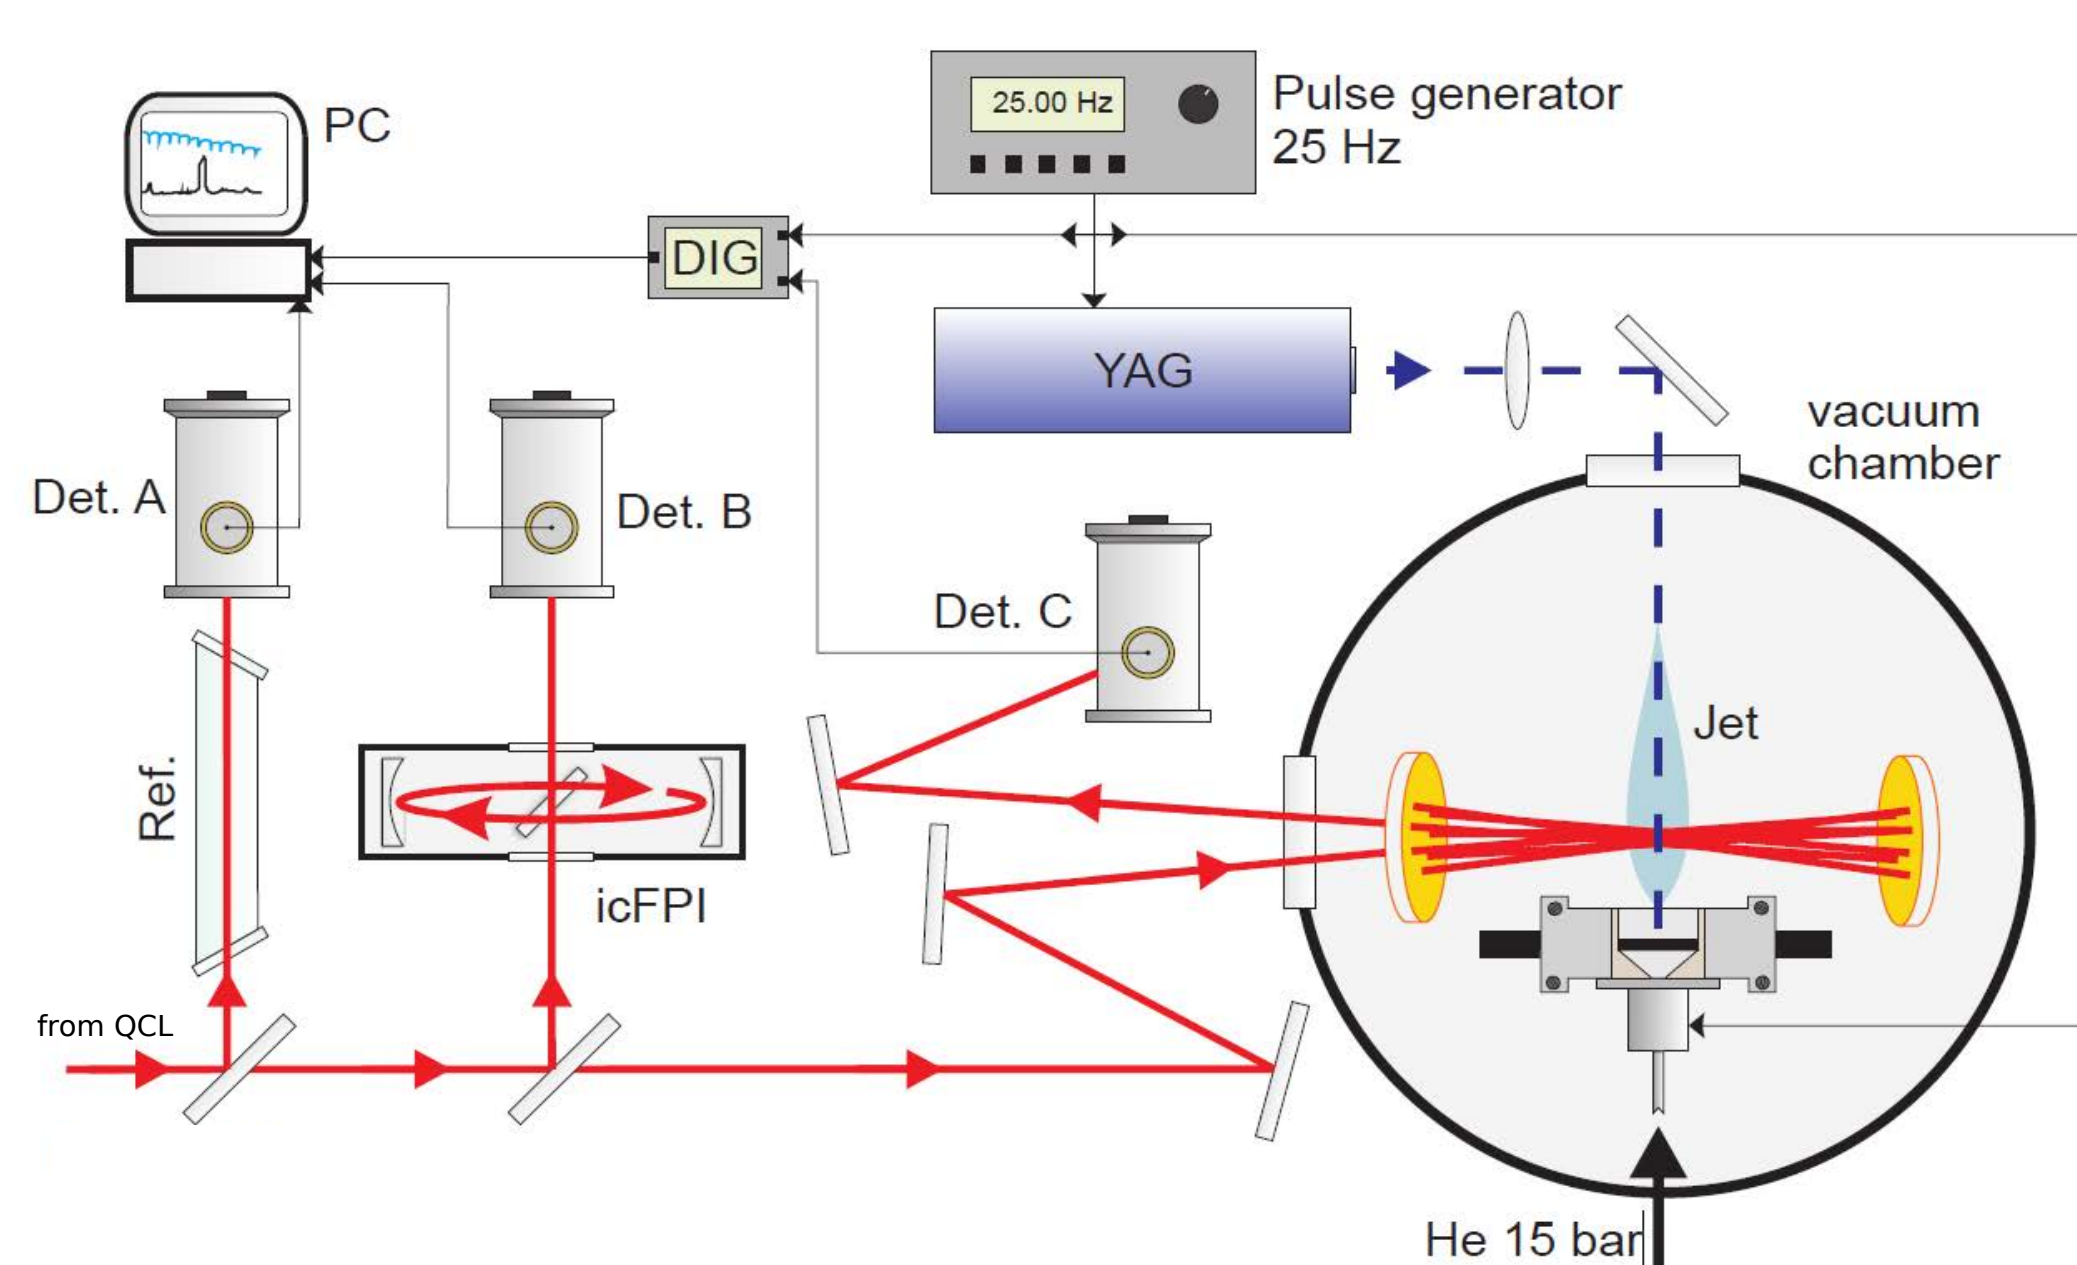 PC
25.00 Hz
Pulse generator
25 Hz
DIG
YAG
vacuum
chamber
Det. A
Det. B
Det. C
Jet
Ref.
icFPI
from QCL
He 15 bar